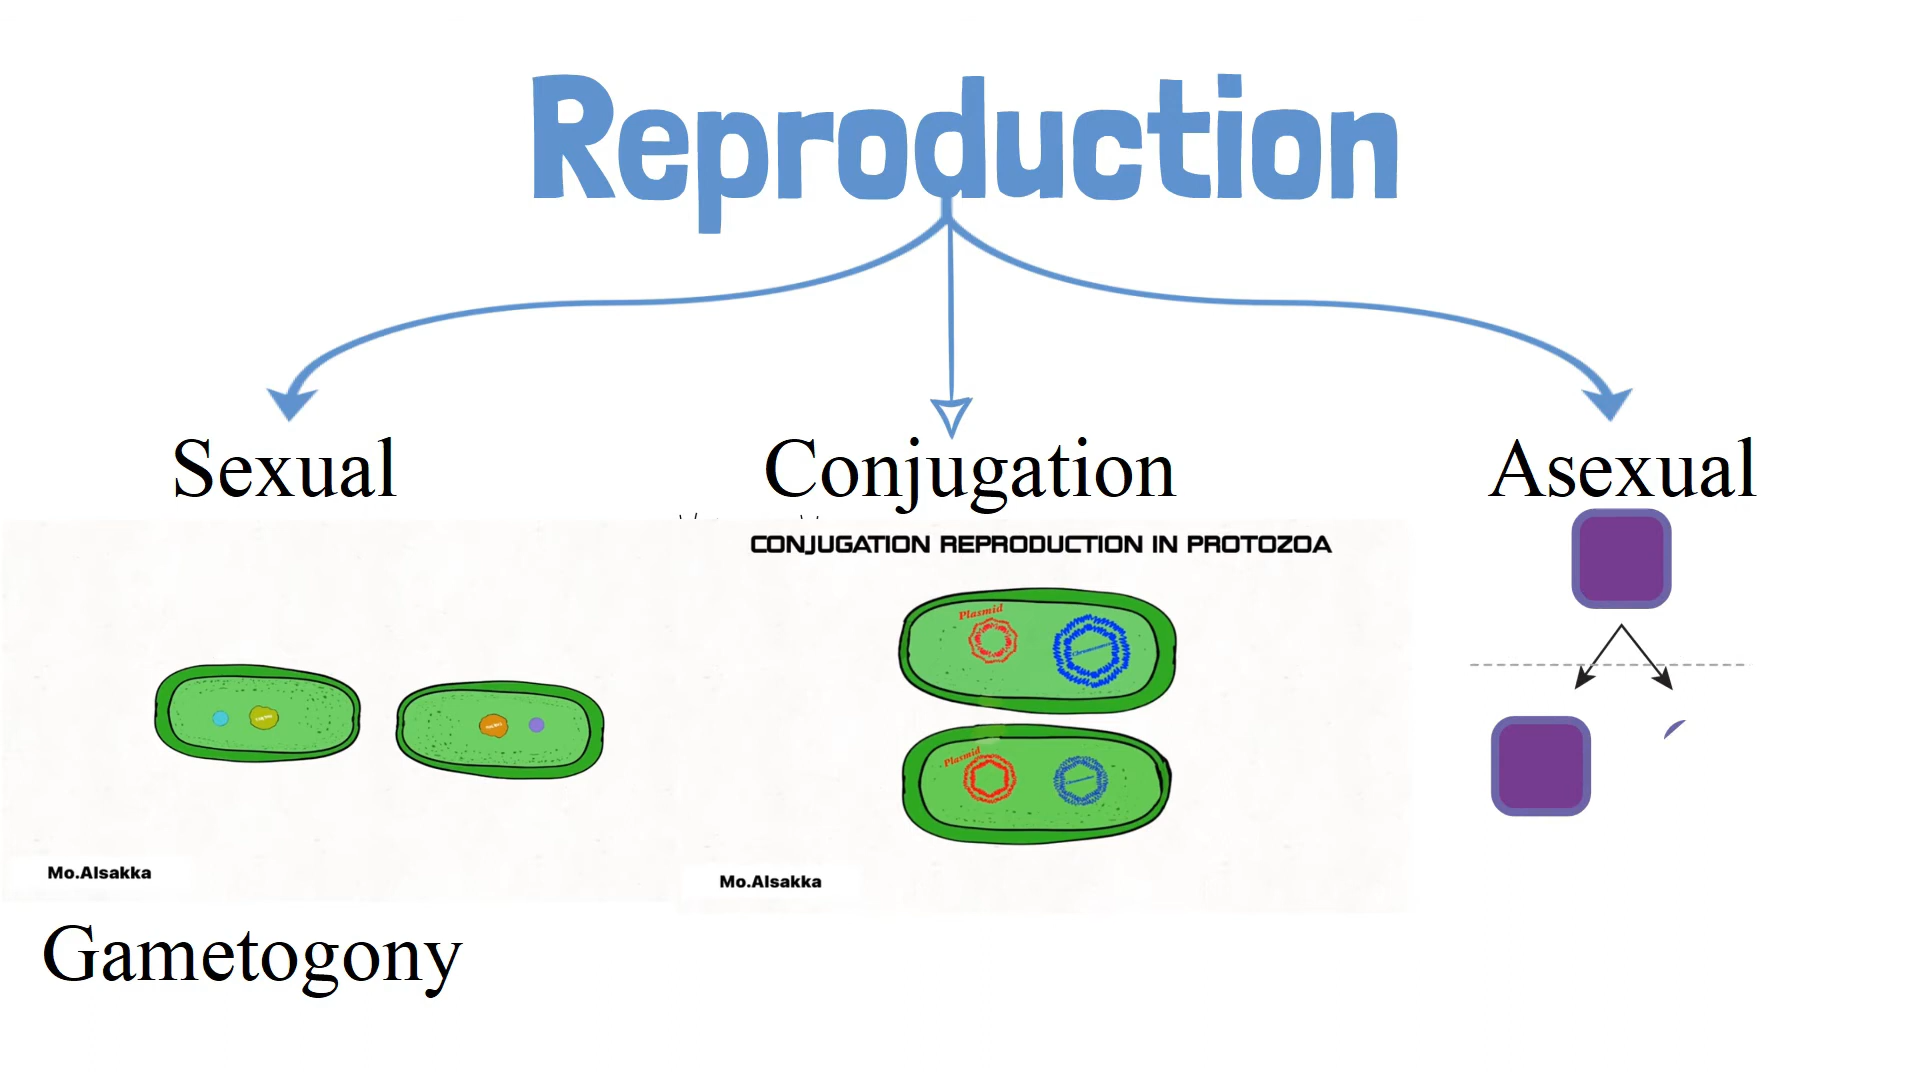 Reproduction
Sexual
Conjugation
Asexual
CONJUGATION REPRODUCTION IN PROTOZOA
Plasmid
Plasmid
Mo.Alsakka
Mo.Alsakka
Gametogony